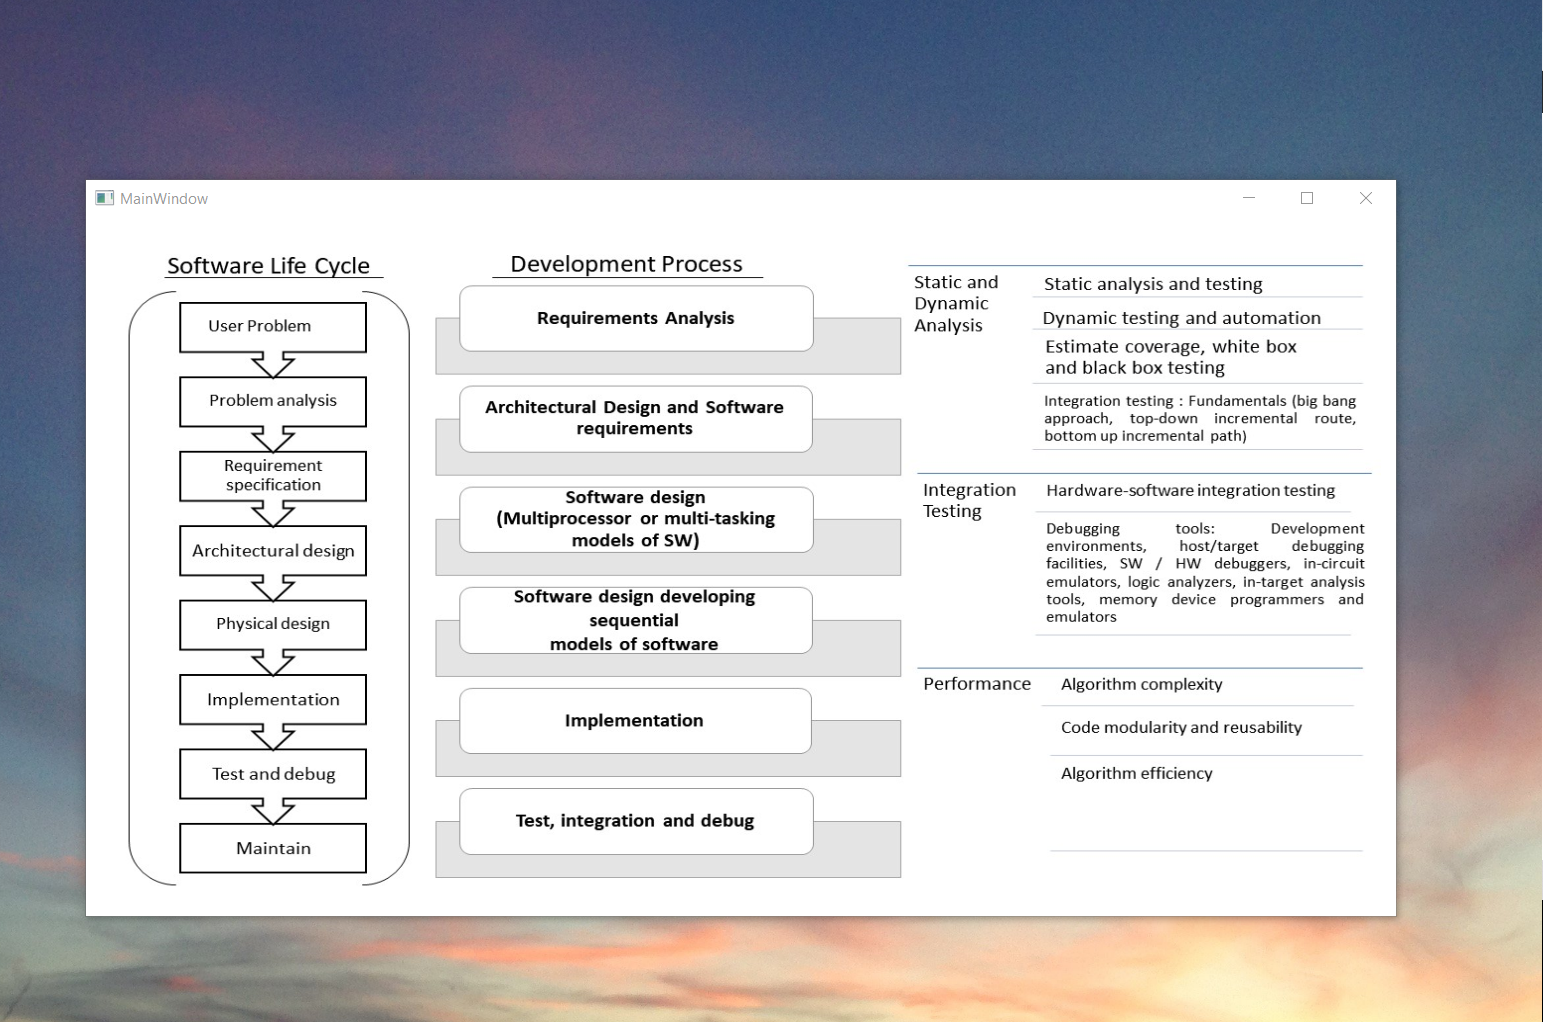 MainWindow
Software Life Cycle
User Problem
Problem analysis
Requirement
specification
Architectural design
Physical design
Implementation
Test and debug
Maintain
Development Process
Requirements Analysis
Architectural Design and Software
requirements
Software design
(Multiprocessor or multi-tasking
models of SW)
Software design developing
sequential
models of software
Implementation
Test, integration and debug
Static and
Dynamic
Analysis
Static analysis and testing
Dynamic testing and automation
Estimate coverage, white box
and black box testing
Integration testing : Fundamentals (big bang
approach, top-down incremental route,
bottom up incremental path)
Integration
Testing
Hardware-software integration testing
Debugging tools: Development
environments, host/target debugging
facilities, SW / HW debuggers, in-circuit
emulators, logic analyzers, in-target analysis
tools, memory device programmers and
emulators
Performance
Algorithm complexity
Code modularity and reusability
Algorithm efficiency